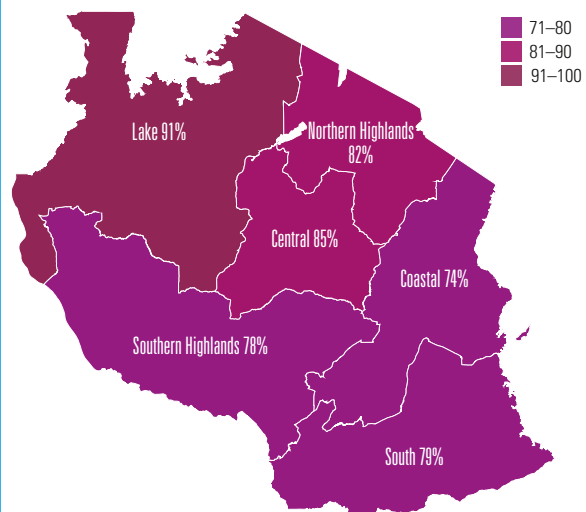 71–80
81–90
91–100
Lake 91%
Northern Highlands
82%
Central 85%
Coastal 74%
Southern Highlands 78%
South 79%